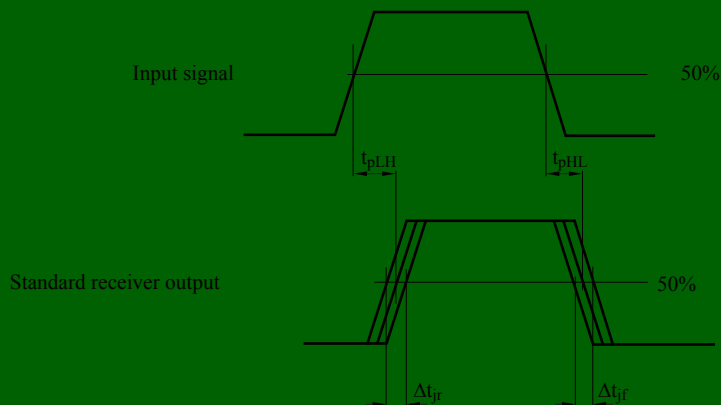 Input signal
50%
tpLH
tpHL
Standard receiver output
50%
Δtjr
Δtjf